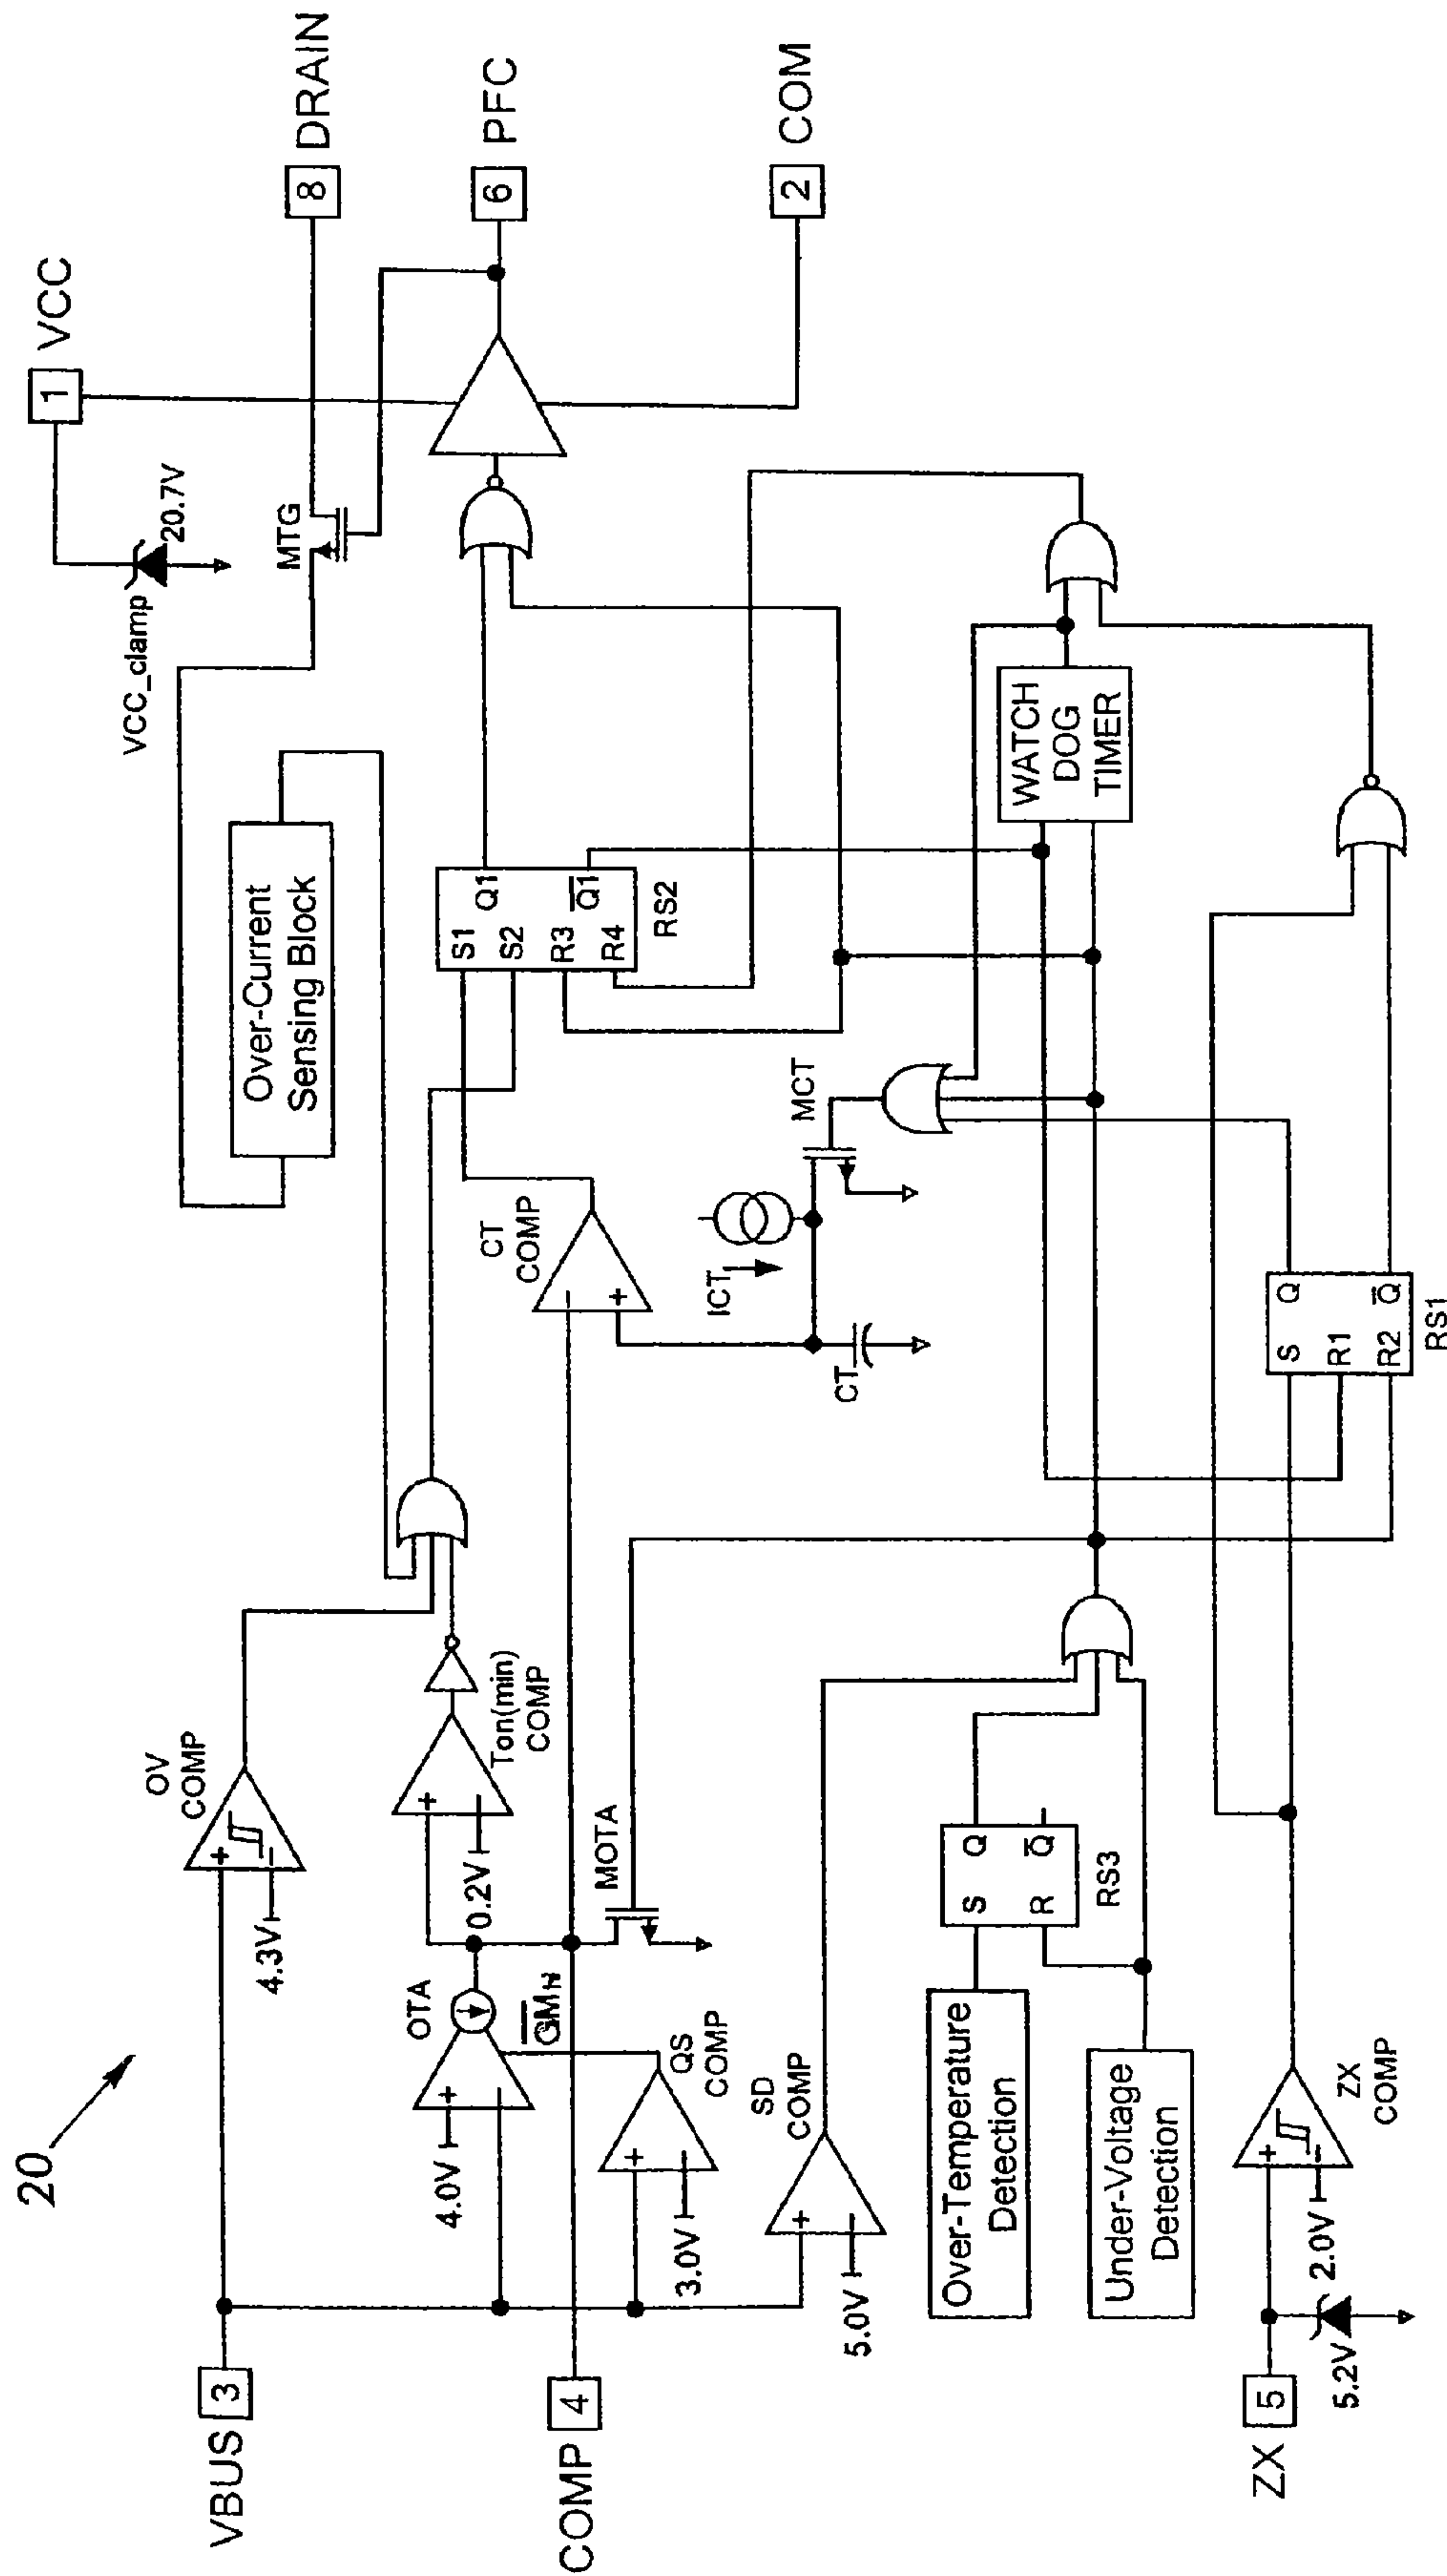 20
VBUS
3
COMP
4
ZX
5
5.2V
2.0V
ZX
COMP
4.3V
OV
COMP
4.0V
OTA
GM
3.0V
QS
COMP
5.0V
SD
COMP
0.2V
Ton(min)
COMP
MOTA
Over-Temperature
Detection
Under-Voltage
Detection
S
Q
R
Q
RS3
CT
COMP
CT
ICT
MCT
S
Q
R1
R2
Q
RS1
Over-Current
Sensing Block
S1
Q1
S2
R3
Q1
R4
RS2
WATCH
DOG
TIMER
VCC_clamp
20.7V
MTG
1
VCC
8
DRAIN
6
PFC
2
COM
+
−